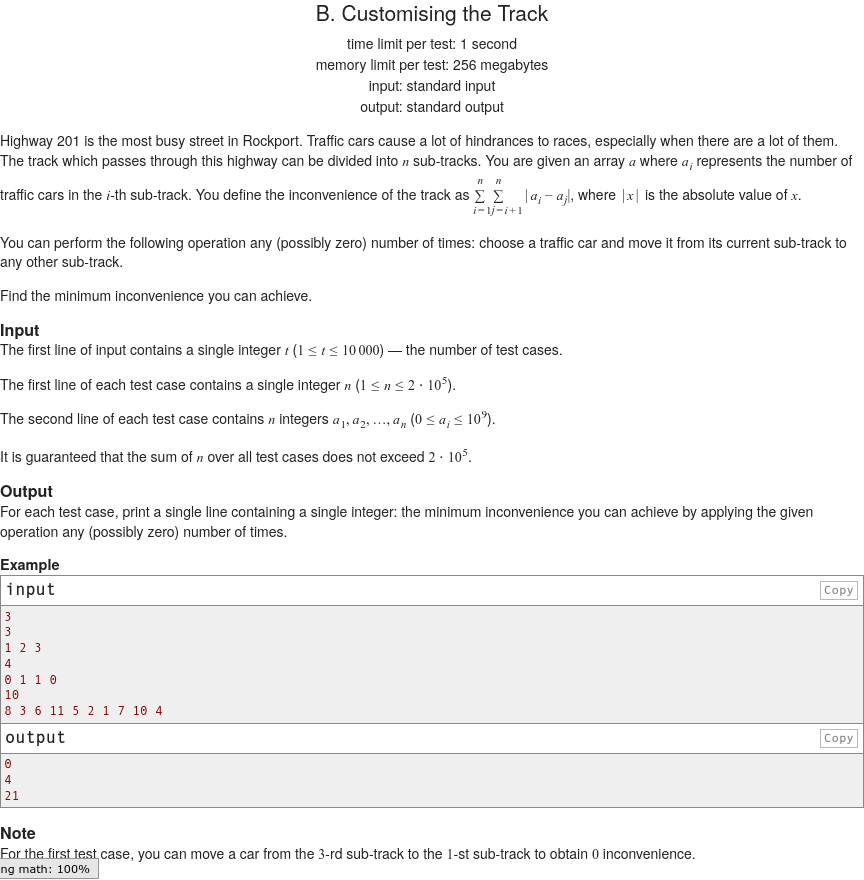 B. Customising the Track
time limit per test: 1 second
memory limit per test: 256 megabytes
input: standard input
output: standard output
Highway 201 is the most busy street in Rockport. Traffic cars cause a lot of hindrances to races, especially when there are a lot of them.
The track which passes through this highway can be divided into n sub-tracks. You are given an array a where a_i represents the number of
traffic cars in the i-th sub-track. You define the inconvenience of the track as ∑_{i=1}^{n} ∑_{j=i+1}^{n} |a_i − a_j|, where |x| is the absolute value of x.
You can perform the following operation any (possibly zero) number of times: choose a traffic car and move it from its current sub-track to
any other sub-track.
Find the minimum inconvenience you can achieve.
Input
The first line of input contains a single integer t (1 ≤ t ≤ 10 000) — the number of test cases.
The first line of each test case contains a single integer n (1 ≤ n ≤ 2 · 10^5).
The second line of each test case contains n integers a_1, a_2, …, a_n (0 ≤ a_i ≤ 10^9).
It is guaranteed that the sum of n over all test cases does not exceed 2 · 10^5.
Output
For each test case, print a single line containing a single integer: the minimum inconvenience you can achieve by applying the given
operation any (possibly zero) number of times.
Example
input
Copy
3
3
1 2 3
4
0 1 1 0
10
8 3 6 11 5 2 1 7 10 4
output
Copy
0
4
21
Note
For the first test case, you can move a car from the 3-rd sub-track to the 1-st sub-track to obtain 0 inconvenience.
ng math: 100%